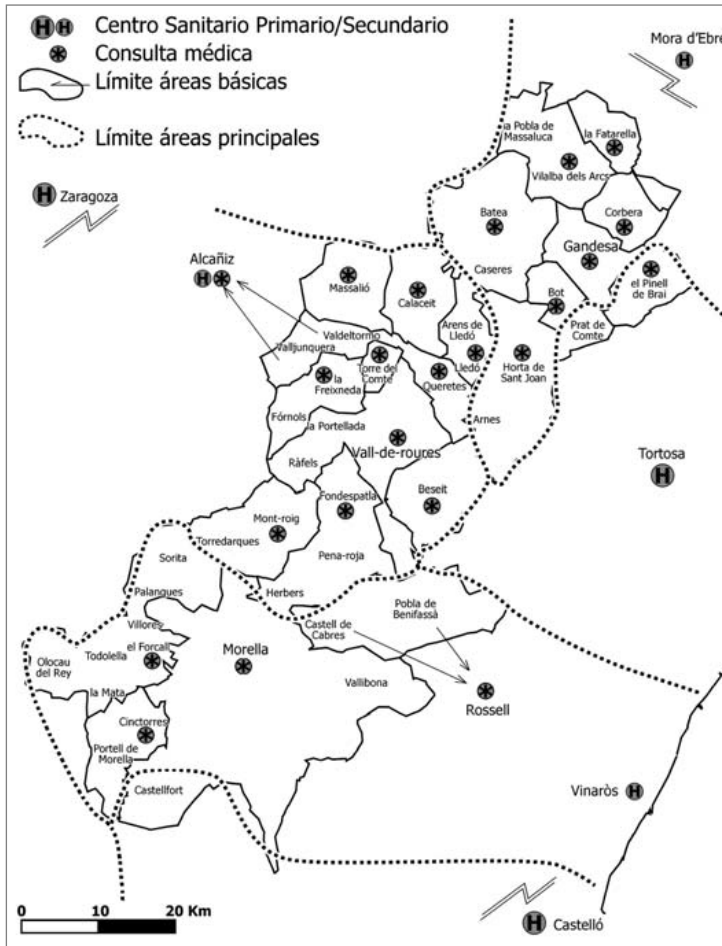 H H Centro Sanitario Primario/Secundario
Consulta médica
Límite áreas básicas
Límite áreas principales
Mora d'Ebre
H
H Zaragoza
la Pobla de
Massaluca
la Fatarella
Vilalba dels Arcs
Batea
Corbera
Gandesa
Alcañiz
H
Massalió
Calaceit
Caseres
Bot
el Pinell
de Brai
Prat de
Comte
Arens de
Lledó
Valdeltormo
Valljunquera
Torre del
Comte
Lledó
Horta de
Sant Joan
la
Freixneda
Queretes
Fórnols
la Portellada
Arnes
Vall-de-roures
Tortosa
H
Ràfels
Fondespatla
Beseit
Mont-roig
Torredarques
Sorita
Pena-roja
Palanques
Herbers
Pobla de
Benifassà
Villores
Castell de
Cabres
el Forcall
Todolella
Olocau
del Rey
Morella
Vallibona
la Mata
Rossell
Cinctorres
Portell de
Morella
Castellfort
Vinaròs H
0 10 20 Km
H Castelló